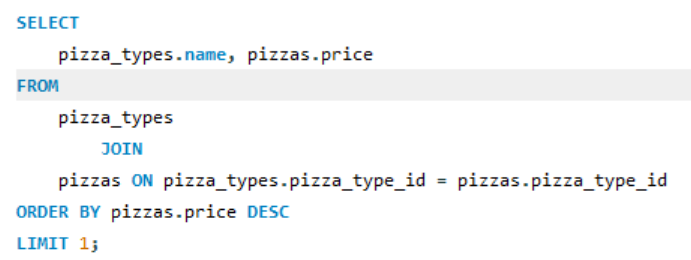 SELECT
pizza_types.name, pizzas.price
FROM
pizza_types
JOIN
pizzas ON pizza_types.pizza_type_id = pizzas.pizza_type_id
ORDER BY pizzas.price DESC
LIMIT 1;